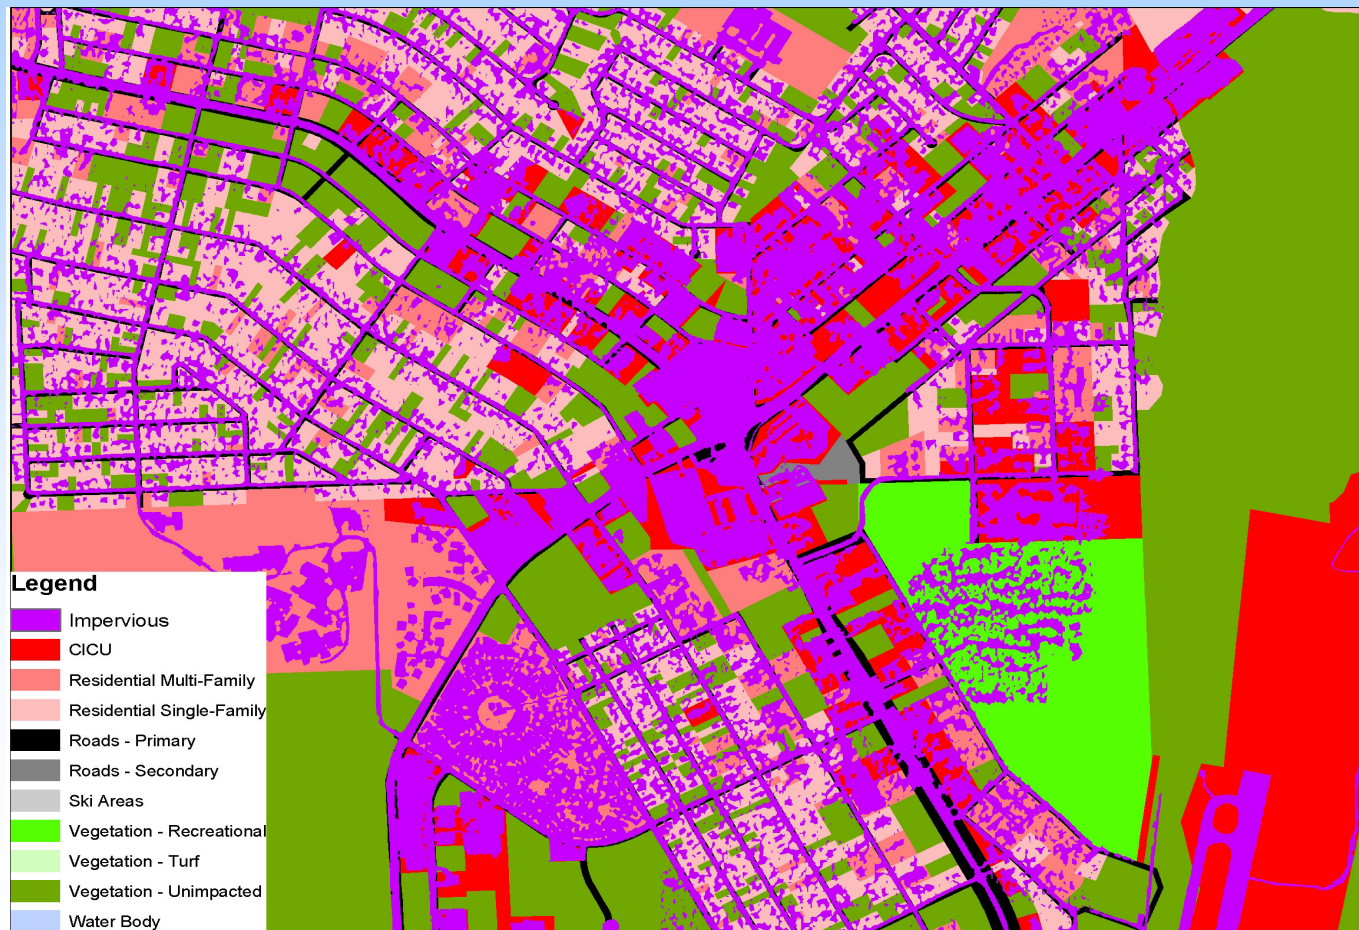 Legend
Impervious
CICU
Residential Multi-Family
Residential Single-Family
Roads - Primary
Roads - Secondary
Ski Areas
Vegetation - Recreational
Vegetation - Turf
Vegetation - Unimpacted
Water Body